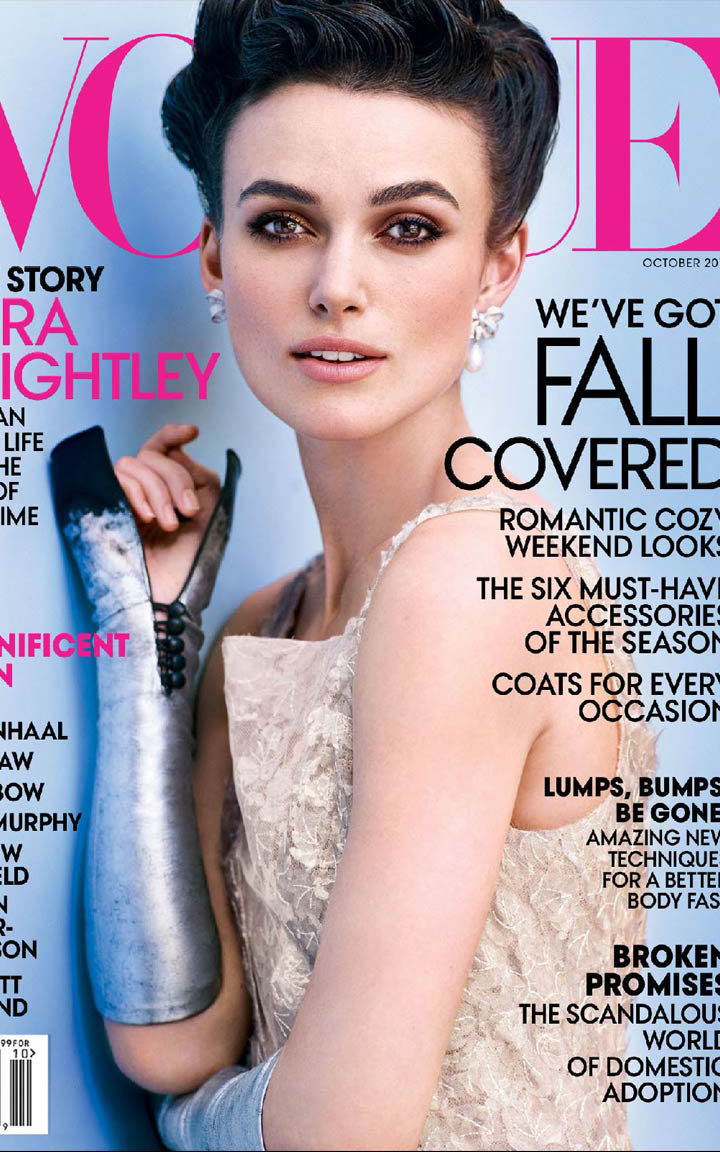 VOGUE
OCTOBER 20
STORY
RA
IGHTLEY
AN
LIFE
HE
OF
IME
NIFICENT
N
NHAAL
AW
BOW
MURPHY
W
ELD
N
R-
SON
TT
ND
99FOR
10>
9
WE'VE GOT
FALL
COVERED
ROMANTIC COZY
WEEKEND LOOKS
THE SIX MUST-HAVE
ACCESSORIES
OF THE SEASON
COATS FOR EVERY
OCCASION
LUMPS, BUMPS,
BE GONE
AMAZING NEW
TECHNIQUES
FOR A BETTER
BODY FAS
BROKEN
PROMISES
THE SCANDALOUS
WORLD
OF DOMESTIC
ADOPTION